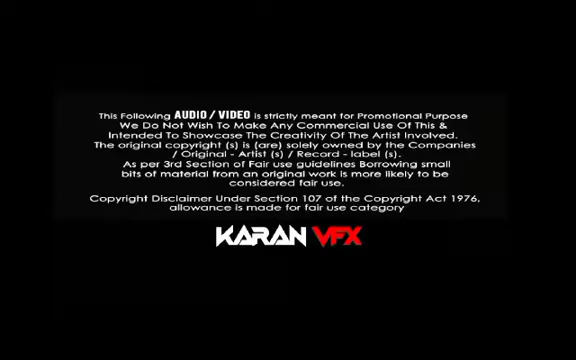 This Following AUDIO / VIDEO is strictly meant for Promotional Purpose
We Do Not Wish To Make Any Commercial Use Of This &
Intended To Showcase The Creativity Of The Artist Involved.
The original copyright (s) is (are) solely owned by the Companies
/ Original - Artist (s) / Record - label (s).
As per 3rd Section of Fair use guidelines Borrowing small
bits of material from an original work is more likely to be
considered fair use.
Copyright Disclaimer Under Section 107 of the Copyright Act 1976,
allowance is made for fair use category
KARAN VFX